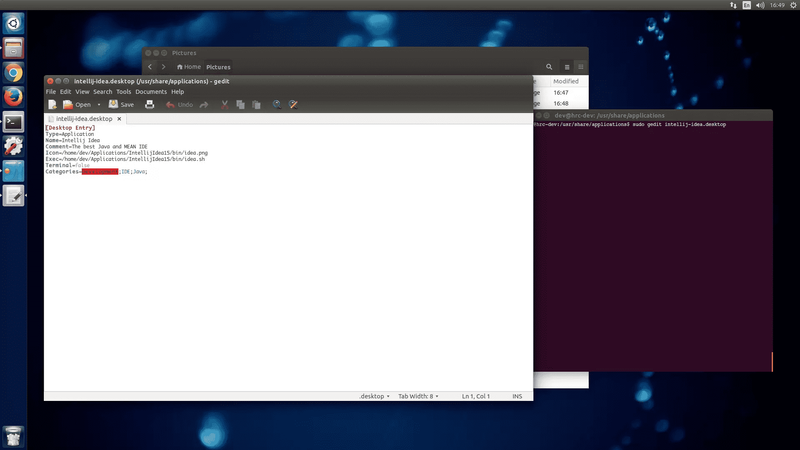 En 16:49
Pictures
Home Pictures
Modified
16:47
16:48
intellij-idea.desktop (/usr/share/applications) - gedit
File Edit View Search Tools Documents Help
Open Save Undo
intellij-idea.desktop
[Desktop Entry]
Type=Application
Name=Intellij Idea
Comment=The best Java and MEAN IDE
Icon=/home/dev/Applications/IntellijIdea15/bin/idea.png
Exec=/home/dev/Applications/IntellijIdea15/bin/idea.sh
Terminal=false
Categories= ;IDE;Java;
.desktop Tab Width: 8 Ln 1, Col 1 INS
dev@hrc-dev: /usr/share/applications
@hrc-dev:/usr/share/applications$ sudo gedit intellij-idea.desktop